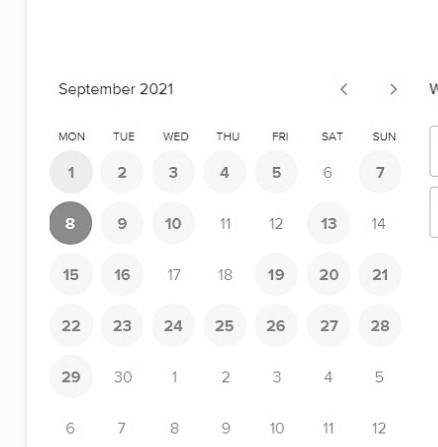 September 2021
W
MON TUE WED THU FRI SAT SUN
1 2 3 4 5 6 7
8 9 10 11 12 13 14
15 16 17 18 19 20 21
22 23 24 25 26 27 28
29 30 1 2 3 4 5
6 7 8 9 10 11 12